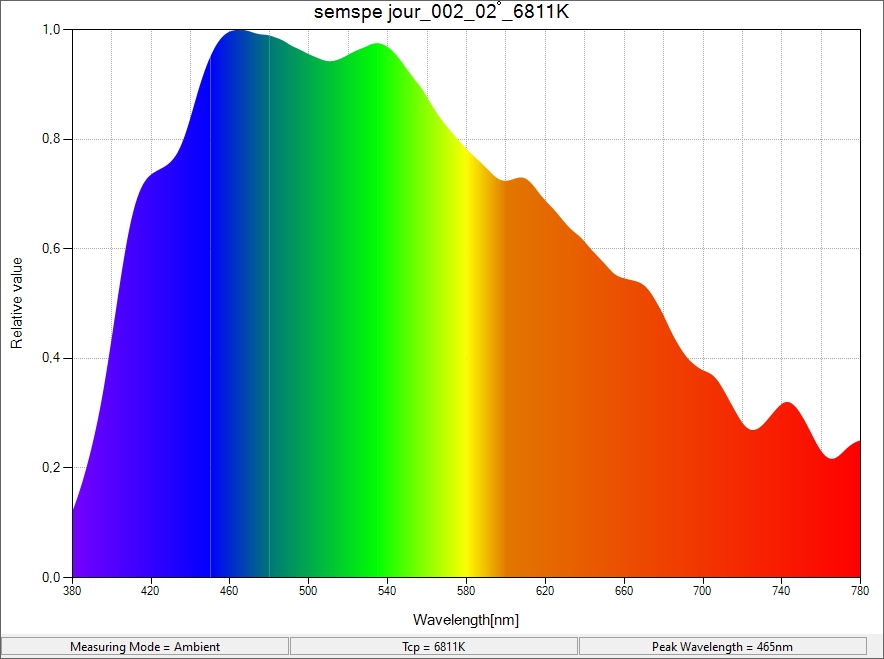 semspe jour_002_02°_6811K
1,0
0,8
0,6
0,4
0,2
0,0
Relative value
380 420 460 500 540 580 620 660 700 740 780
Wavelength[nm]
Measuring Mode = Ambient Tcp = 6811K Peak Wavelength = 465nm